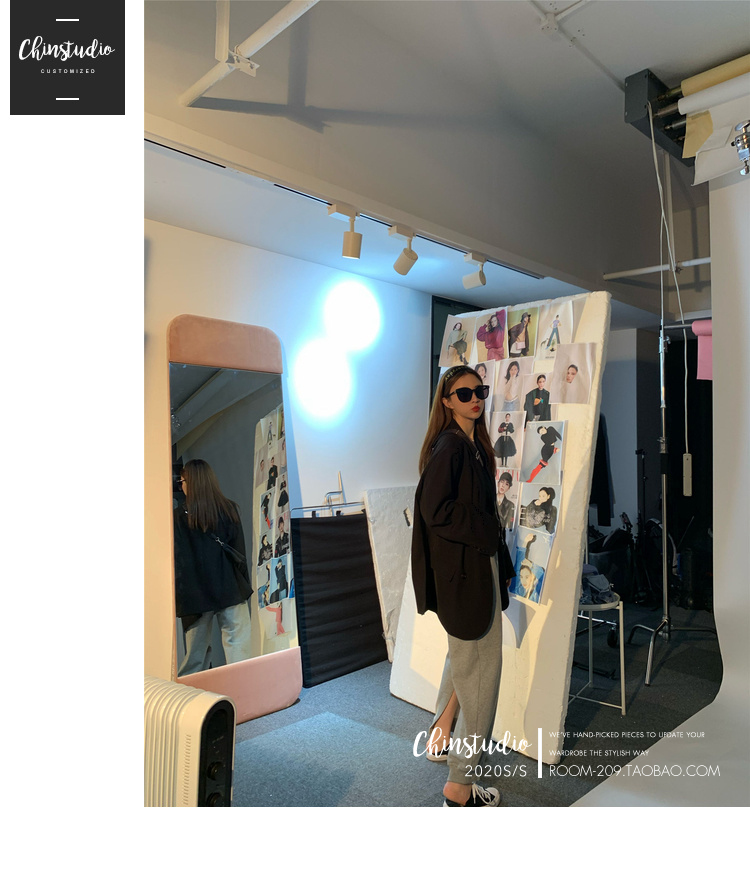 Chinstudio
CUSTOMIZED
Chinstudio
2020S/S
WE'VE HAND-PICKED PIECES TO UPDATE YOUR
WARDROBE THE STYLISH WAY
ROOM-209.TAOBAO.COM